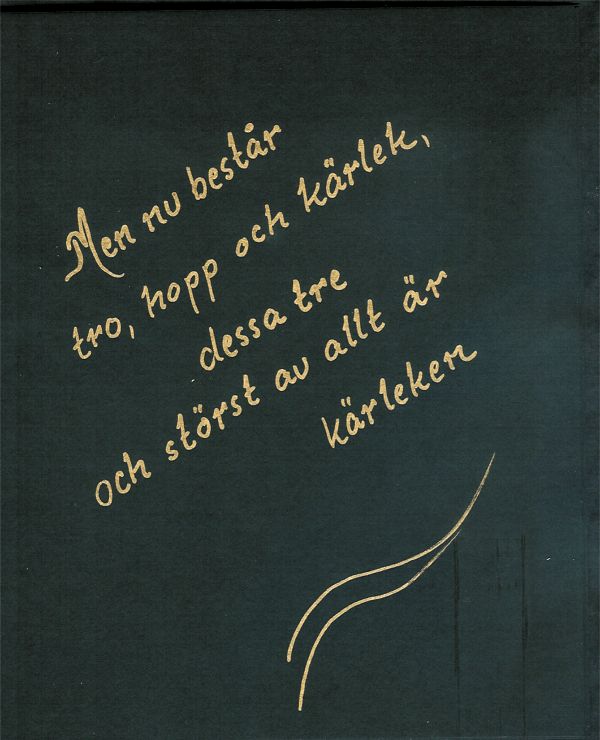 Men nu består
tro, hopp och kärlek,
dessa tre
och störst av allt är
kärleken